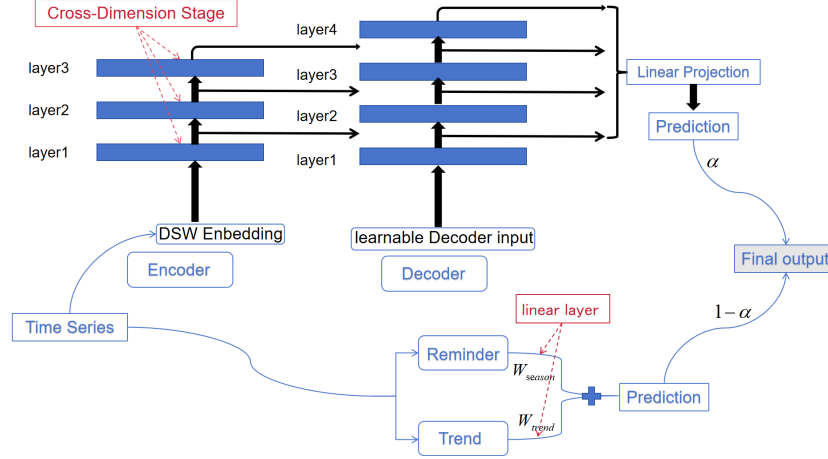 Cross-Dimension Stage
layer4
layer3
layer3
layer2
layer2
layer1
layer1
Linear Projection
Prediction
α
DSW Enbedding
learnable Decoder input
Encoder
Decoder
Final output
1−α
Time Series
linear layer
Reminder
W_season
Prediction
W_trend
Trend